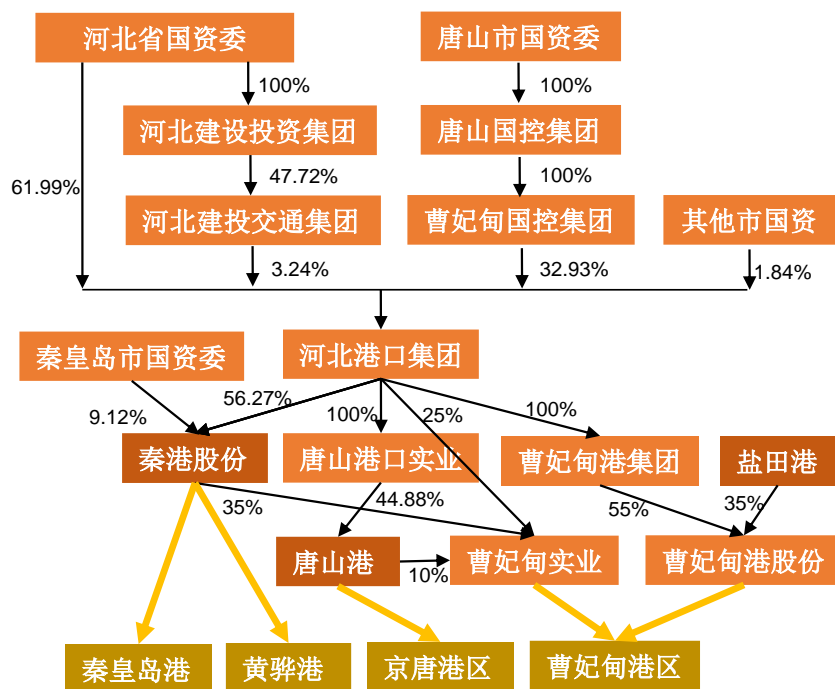 河北省国资委
唐山市国资委
100%
100%
河北建设投资集团
唐山国控集团
61.99%
47.72%
100%
河北建投交通集团
曹妃甸国控集团
其他市国资
3.24%
32.93%
1.84%
秦皇岛市国资委
河北港口集团
9.12%
56.27%
100%
25%
100%
秦港股份
唐山港口实业
曹妃甸港集团
盐田港
35%
44.88%
55%
35%
唐山港
10%
曹妃甸实业
曹妃甸港股份
秦皇岛港
黄骅港
京唐港区
曹妃甸港区